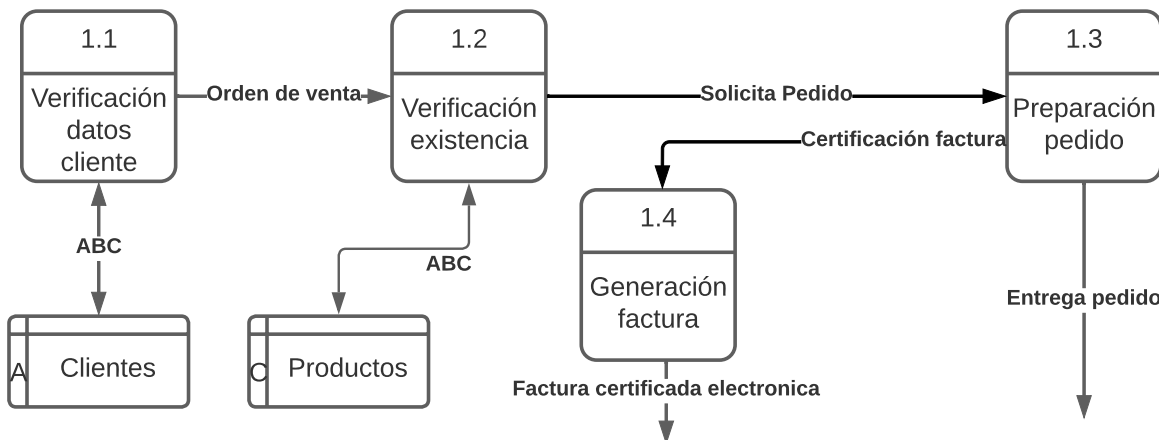 1.1
Verificación
datos
cliente
Orden de venta
1.2
Verificación
existencia
Solicita Pedido
1.3
Preparación
pedido
Certificación factura
1.4
Generación
factura
ABC
ABC
A
Clientes
C
Productos
Entrega pedido
Factura certificada electronica